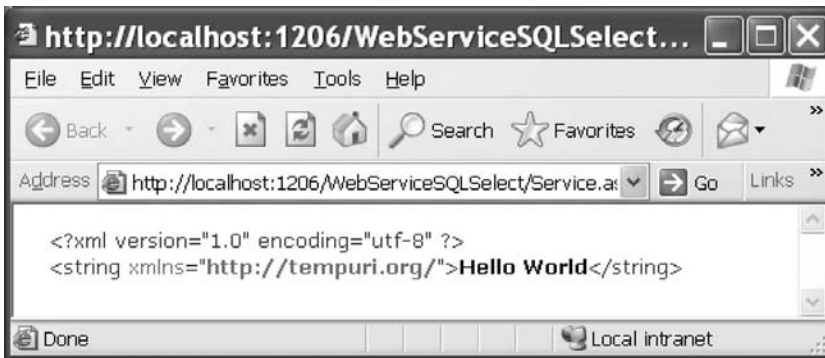 http://localhost:1206/WebServiceSQLSelect...
File Edit View Favorites Tools Help
Back Search Favorites
Address http://localhost:1206/WebServiceSQLSelect/Service.as Go Links
<?xml version="1.0" encoding="utf-8" ?>
<string xmlns="http://tempuri.org/">Hello World</string>
Done Local intranet